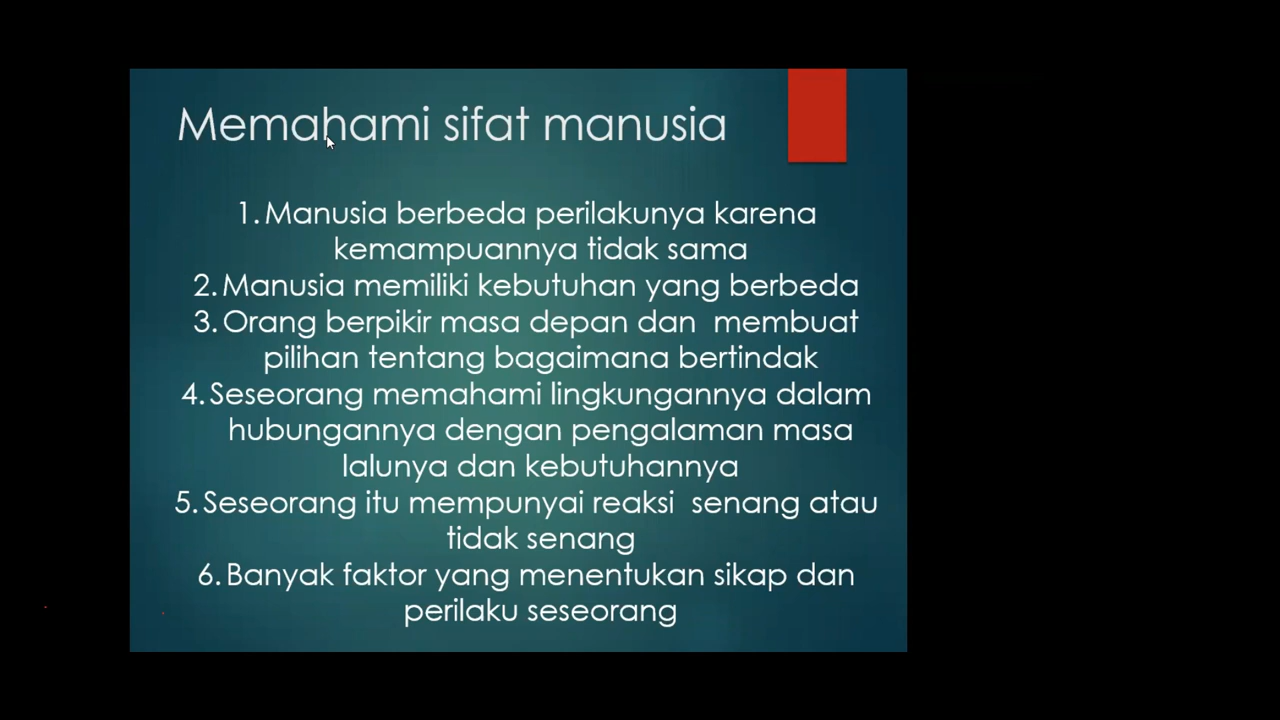 Memahami sifat manusia
1. Manusia berbeda perilakunya karena
kemampuannya tidak sama
2. Manusia memiliki kebutuhan yang berbeda
3. Orang berpikir masa depan dan  membuat
pilihan tentang bagaimana bertindak
4. Seseorang memahami lingkungannya dalam
hubungannya dengan pengalaman masa
lalunya dan kebutuhannya
5. Seseorang itu mempunyai reaksi  senang atau
tidak senang
6. Banyak faktor yang menentukan sikap dan
perilaku seseorang